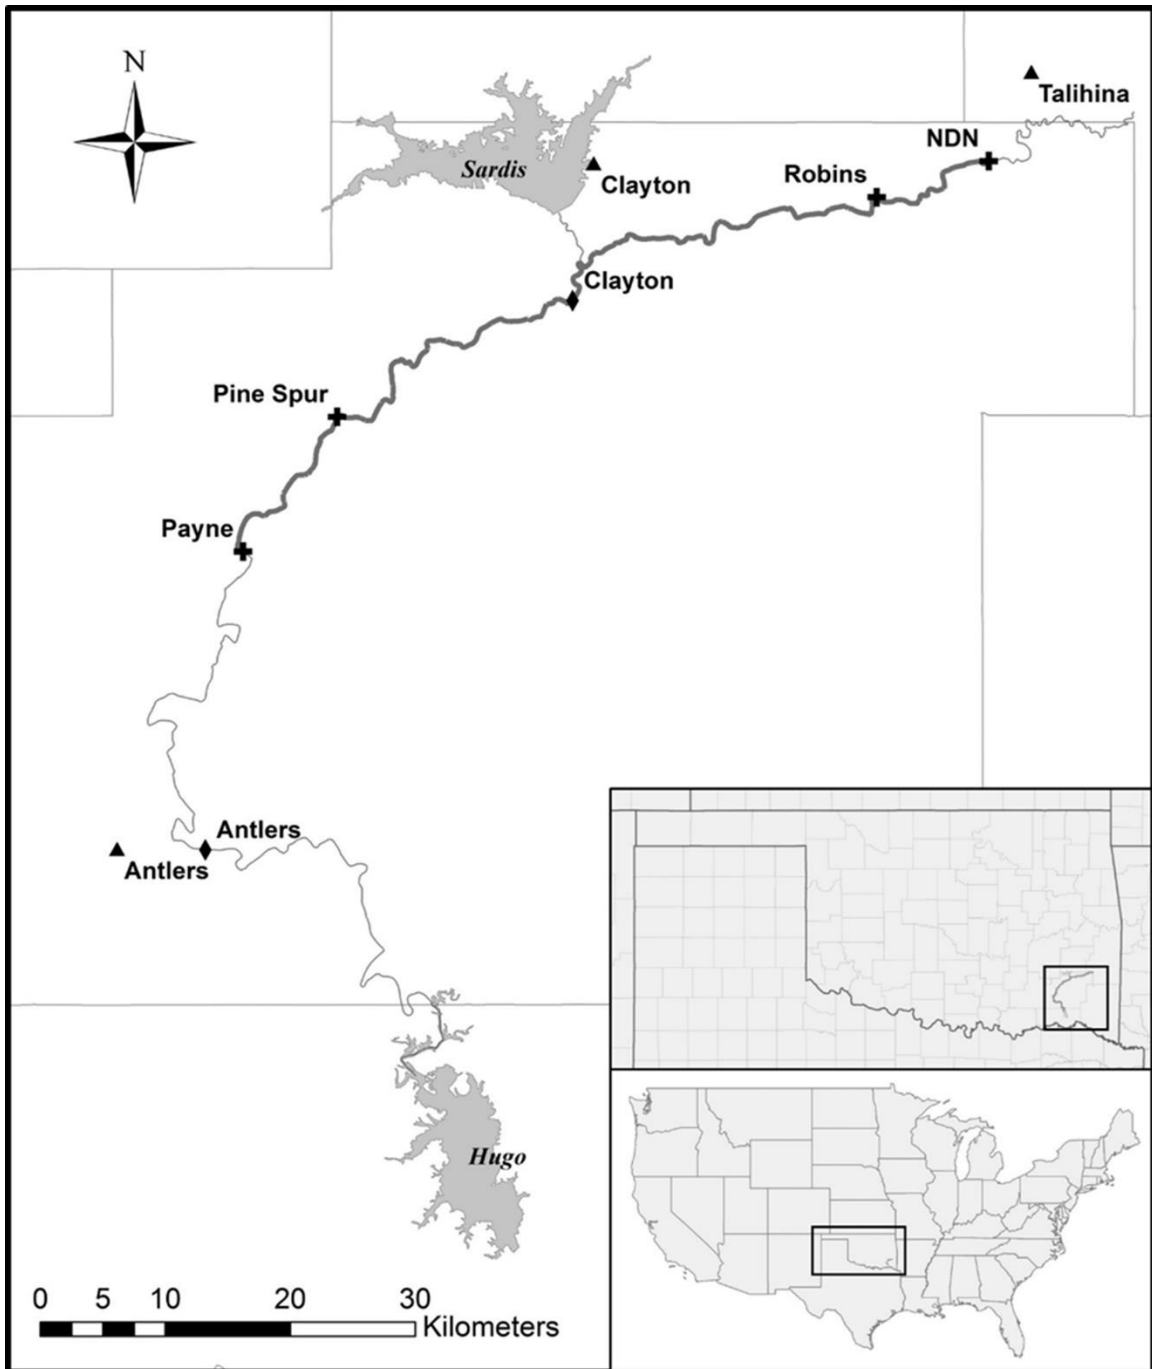 N
Talihina
NDN
Sardis
Clayton
Robins
Clayton
Pine Spur
Payne
Antlers
Antlers
Hugo
0 5 10 20 30
Kilometers